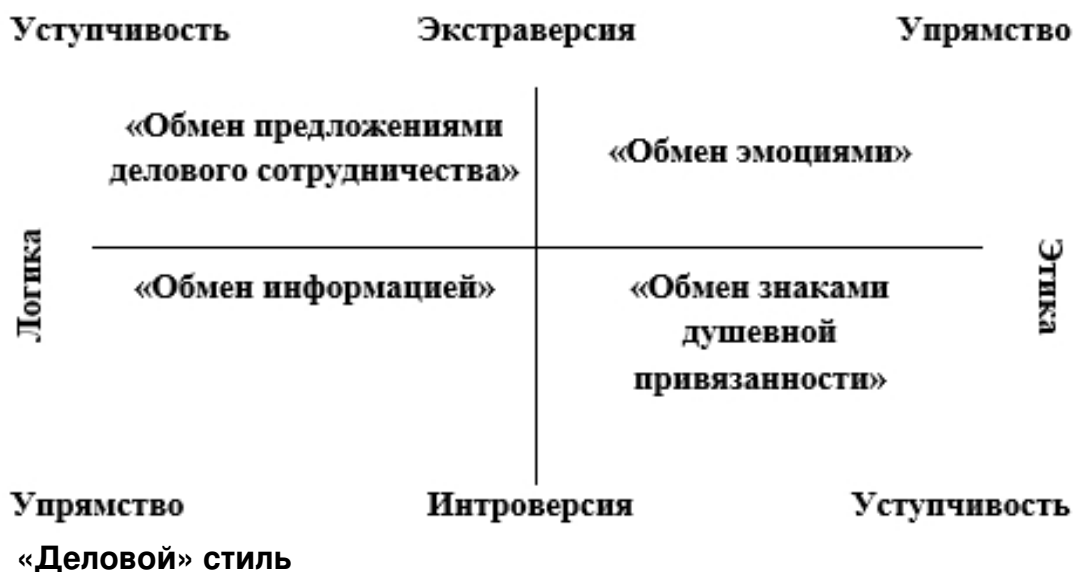 Уступчивость Экстраверсия Упрямство
«Обмен предложениями
делового сотрудничества»
«Обмен эмоциями»
Логика
Этика
«Обмен информацией»
«Обмен знаками
душевной
привязанности»
Упрямство Интроверсия Уступчивость
«Деловой» стиль